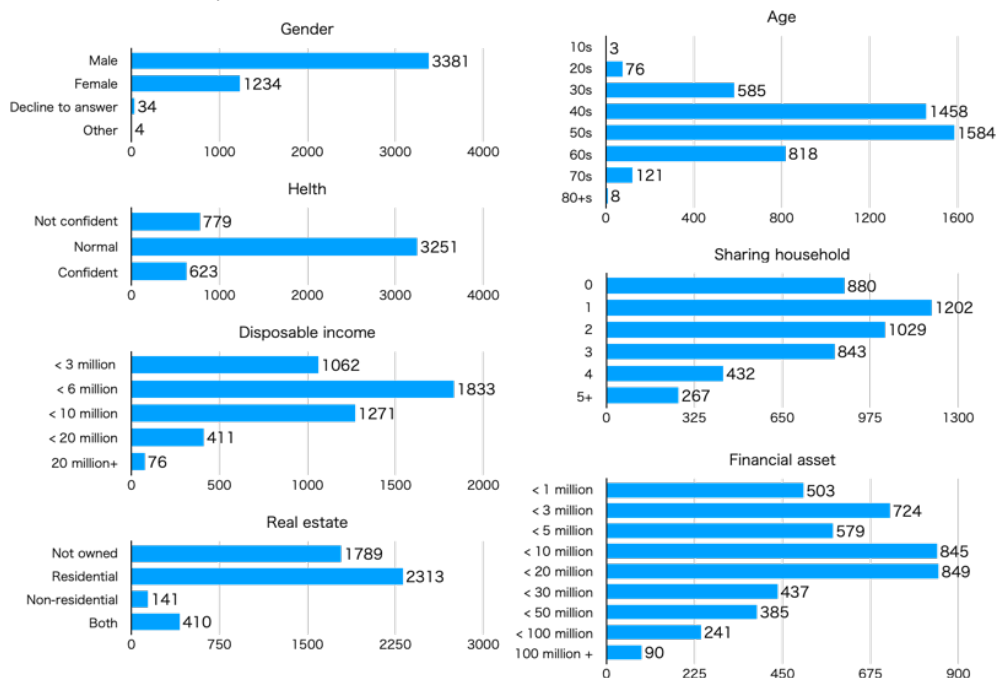 Gender
Male 3381
Female 1234
Decline to answer 34
Other 4
0 1000 2000 3000 4000
Helth
Not confident 779
Normal 3251
Confident 623
0 1000 2000 3000 4000
Disposable income
< 3 million 1062
< 6 million 1833
< 10 million 1271
< 20 million 411
20 million+ 76
0 500 1000 1500 2000
Real estate
Not owned 1789
Residential 2313
Non-residential 141
Both 410
0 750 1500 2250 3000
Age
10s 3
20s 76
30s 585
40s 1458
50s 1584
60s 818
70s 121
80+s 8
0 400 800 1200 1600
Sharing household
0 880
1 1202
2 1029
3 843
4 432
5+ 267
0 325 650 975 1300
Financial asset
< 1 million 503
< 3 million 724
< 5 million 579
< 10 million 845
< 20 million 849
< 30 million 437
< 50 million 385
< 100 million 241
100 million + 90
0 225 450 675 900